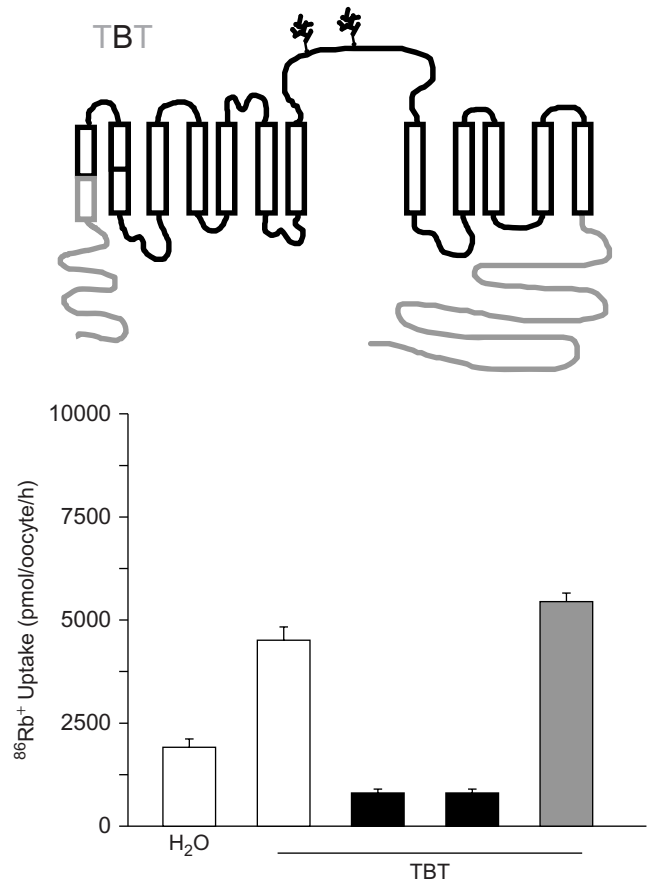 TBT
10000
7500
5000
2500
0
⁸⁶Rb⁺ Uptake (pmol/oocyte/h)
H₂O
TBT